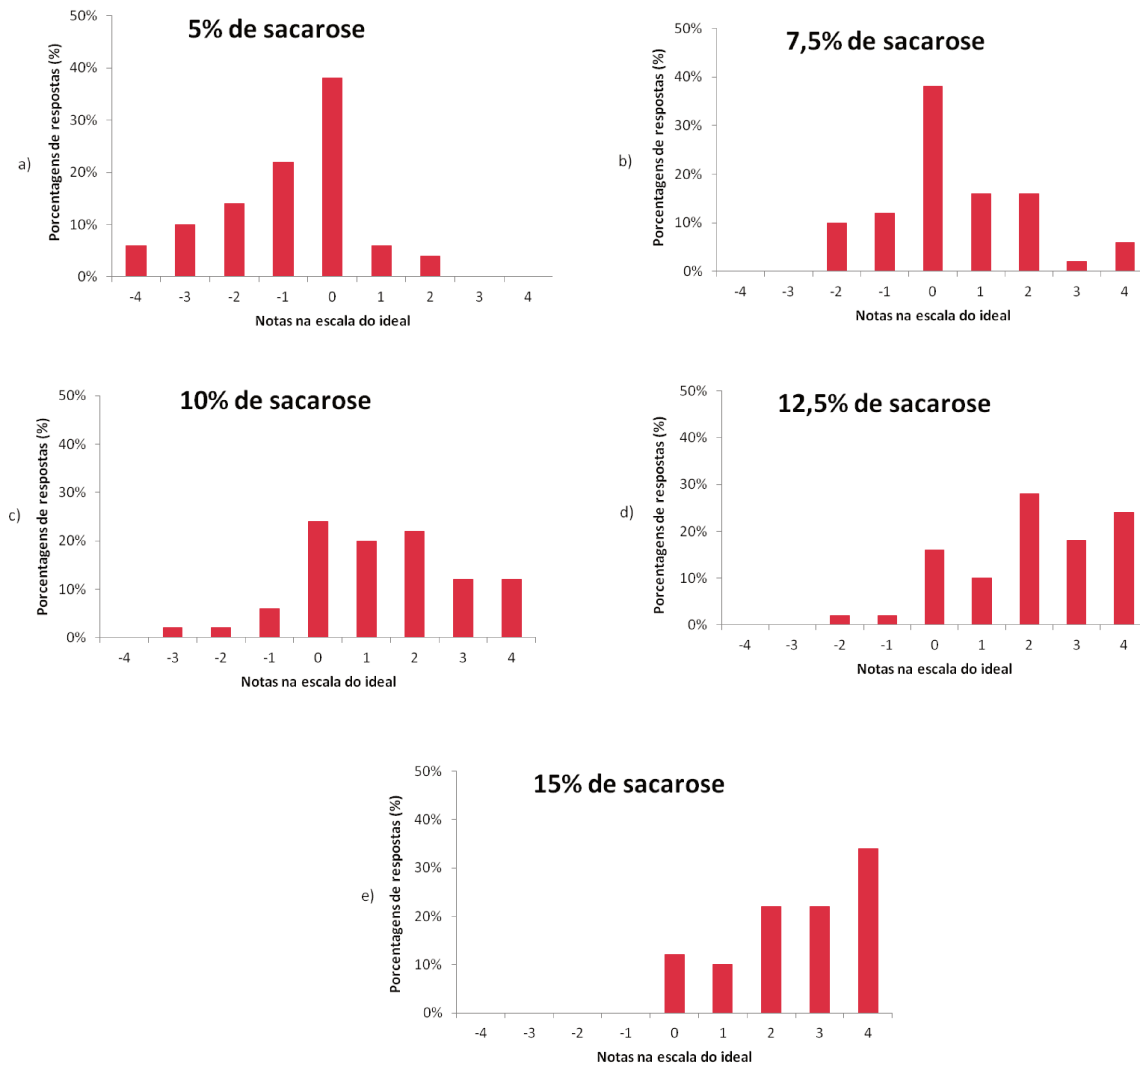 a)
5% de sacarose
Porcentagens de respostas (%)
50%
40%
30%
20%
10%
0%
-4 -3 -2 -1 0 1 2 3 4
Notas na escala do ideal
b)
7,5% de sacarose
Porcentagens de respostas (%)
50%
40%
30%
20%
10%
0%
-4 -3 -2 -1 0 1 2 3 4
Notas na escala do ideal
c)
10% de sacarose
Porcentagens de respostas (%)
50%
40%
30%
20%
10%
0%
-4 -3 -2 -1 0 1 2 3 4
Notas na escala do ideal
d)
12,5% de sacarose
Porcentagens de respostas (%)
50%
40%
30%
20%
10%
0%
-4 -3 -2 -1 0 1 2 3 4
Notas na escala do ideal
e)
15% de sacarose
Porcentagens de respostas (%)
50%
40%
30%
20%
10%
0%
-4 -3 -2 -1 0 1 2 3 4
Notas na escala do ideal